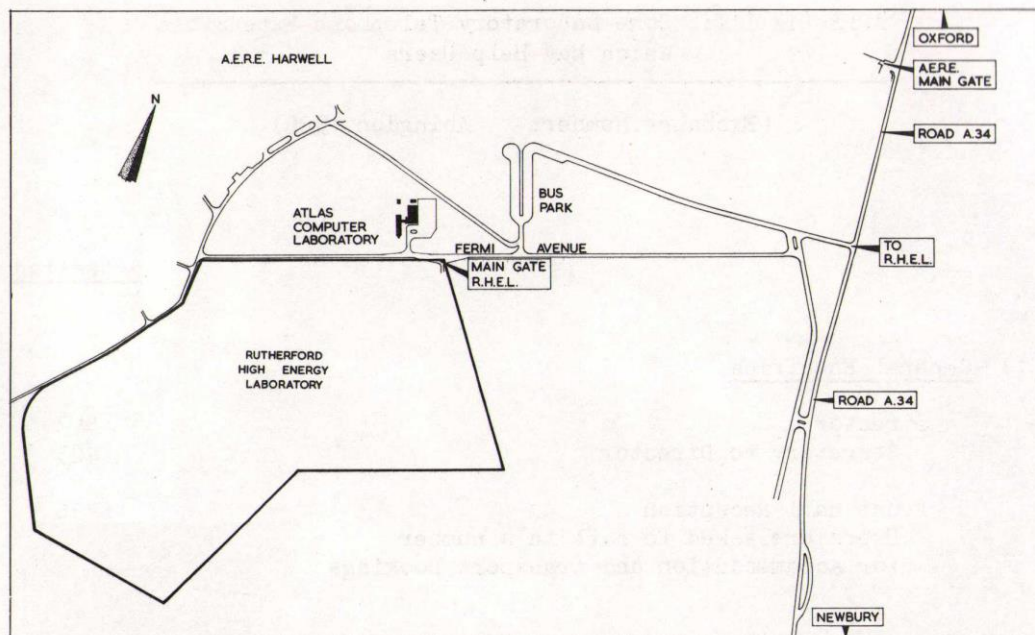 OXFORD
A.E.R.E. HARWELL
A.E.R.E.
MAIN GATE
N
ROAD A.34
BUS
PARK
ATLAS
COMPUTER
LABORATORY
FERMI AVENUE
TO
R.H.E.L.
MAIN GATE
R.H.E.L.
RUTHERFORD
HIGH ENERGY
LABORATORY
ROAD A.34
NEWBURY